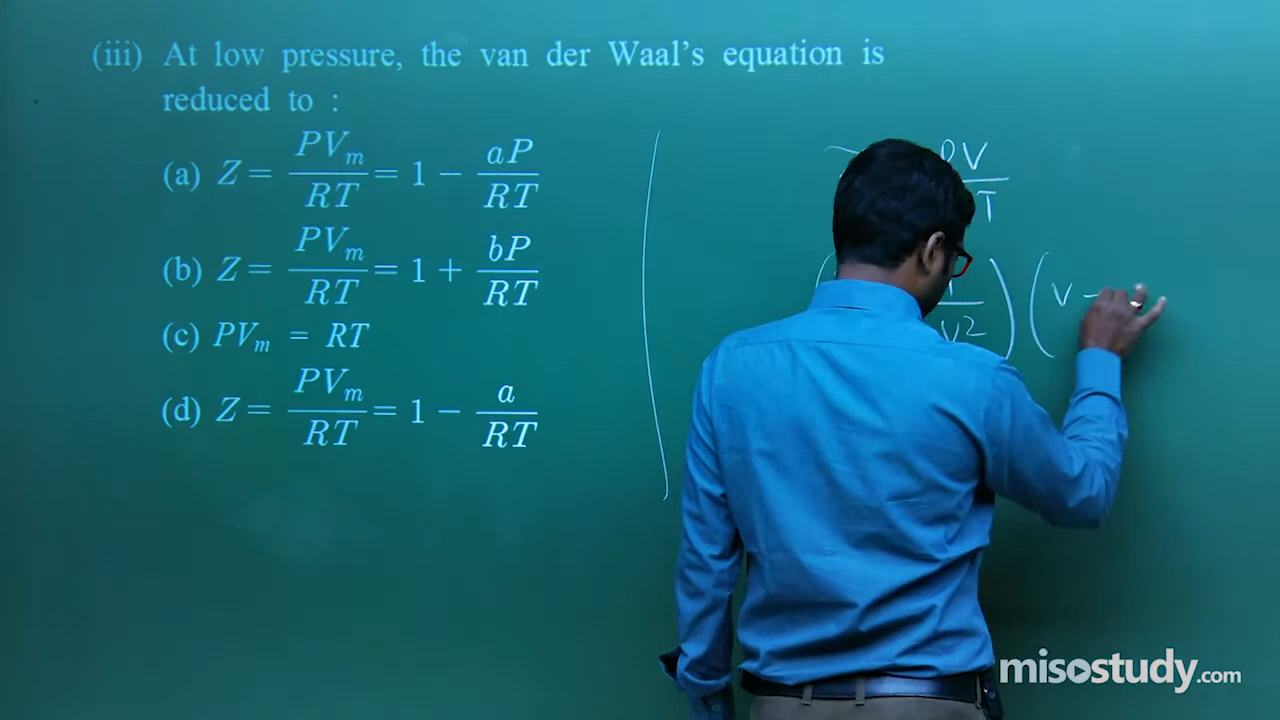 (iii) At low pressure, the van der Waal's equation is
reduced to :
(a) Z = PV_m / RT = 1 − aP / RT
(b) Z = PV_m / RT = 1 + bP / RT
(c) PV_m = RT
(d) Z = PV_m / RT = 1 − a / RT
PV
T
V²
) ( V −
misostudy.com